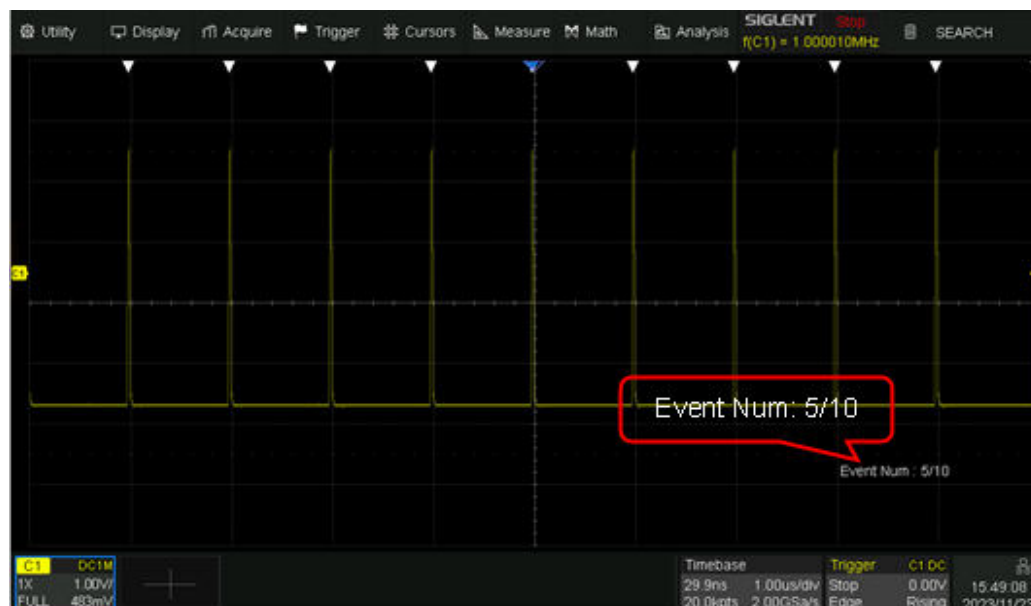 Utility Display Acquire Trigger Cursors Measure Math Analysis SIGLENT Stop SEARCH
f(C1) = 1.000010MHz
C1
Event Num: 5/10
Event Num : 5/10
C1 DC1M Timebase Trigger C1 DC
1X 1.00V/ 29.9ns 1.00us/div Stop 0.00V 15:49:08
FULL 483mV 20.0kpts 2.00GSa/s Edge Rising